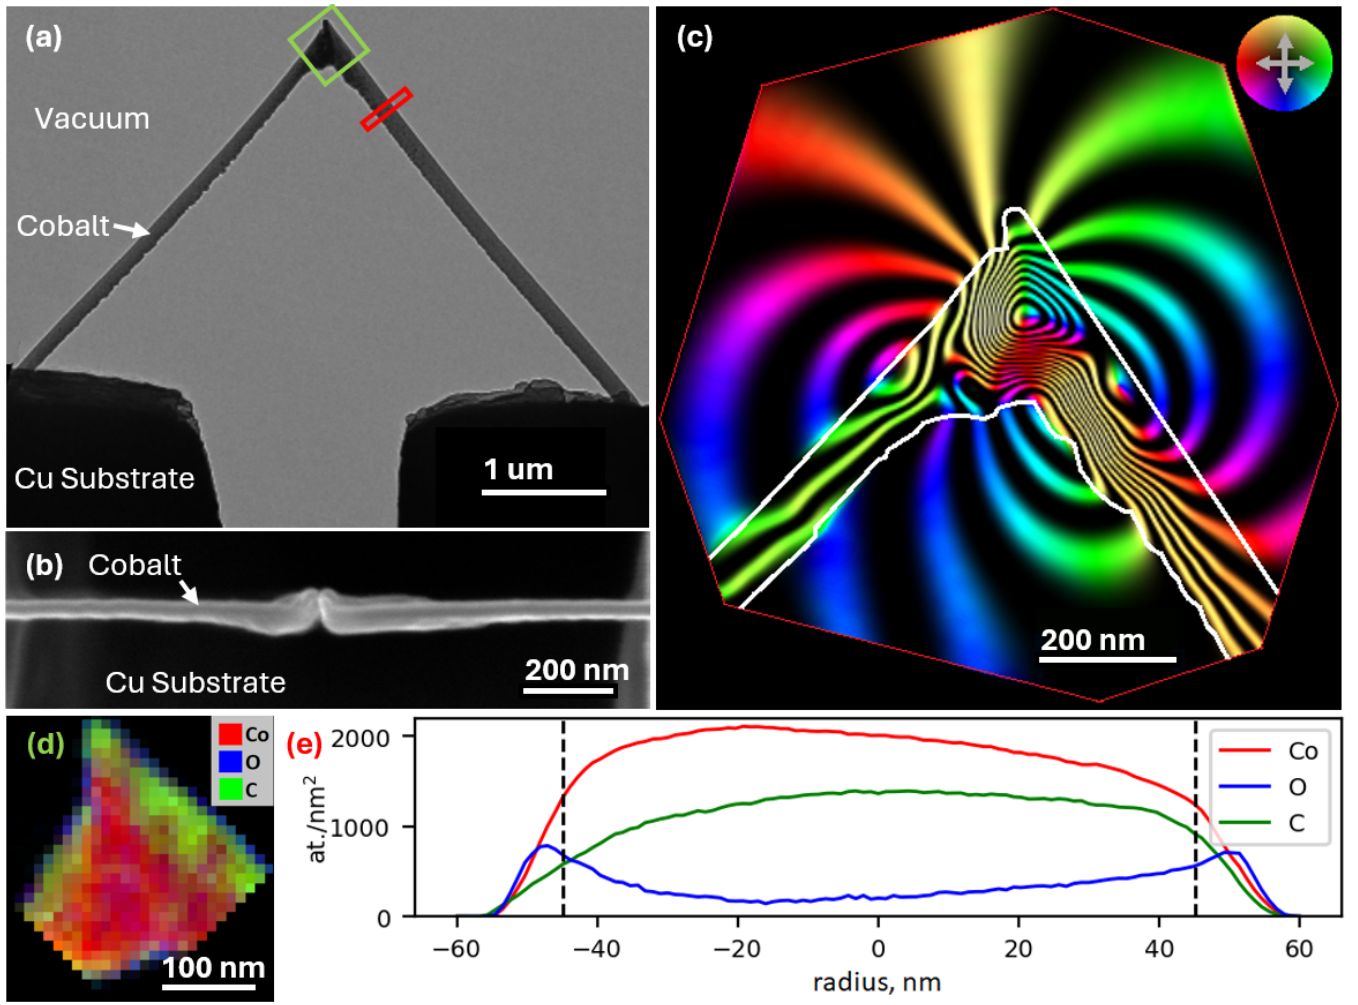 (a)
Vacuum
Cobalt
Cu Substrate
1 um
(b)
Cobalt
Cu Substrate
200 nm
(c)
200 nm
(d)
Co
O
C
100 nm
(e)
at./nm²
2000
1000
0
−60 −40 −20 0 20 40 60
radius, nm
Co
O
C